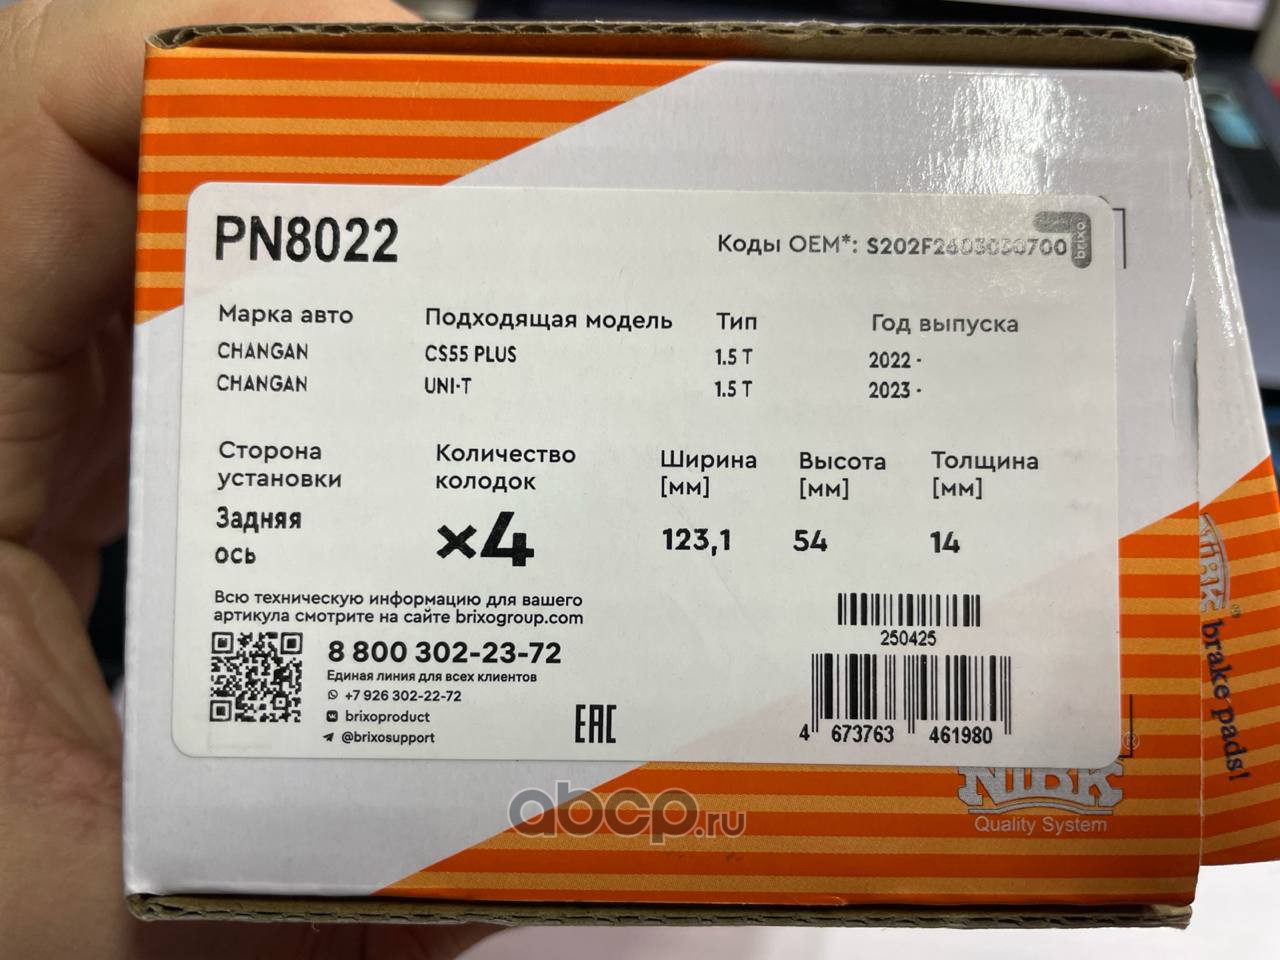 PN8022
Коды OEM*: S202F2603030700
brixo
Марка авто Подходящая модель Тип Год выпуска
CHANGAN CS55 PLUS 1.5 T 2022 -
CHANGAN UNI-T 1.5 T 2023 -
Сторона установки Количество колодок Ширина [мм] Высота [мм] Толщина [мм]
Задняя ось ×4 123,1 54 14
Всю техническую информацию для вашего
артикула смотрите на сайте brixogroup.com
8 800 302-23-72
Единая линия для всех клиентов
+7 926 302-22-72
brixoproduct
@brixosupport
EAC
250425
4 673763 461980
NiBK
Quality System
NiBK
brake pads!
abcp.ru